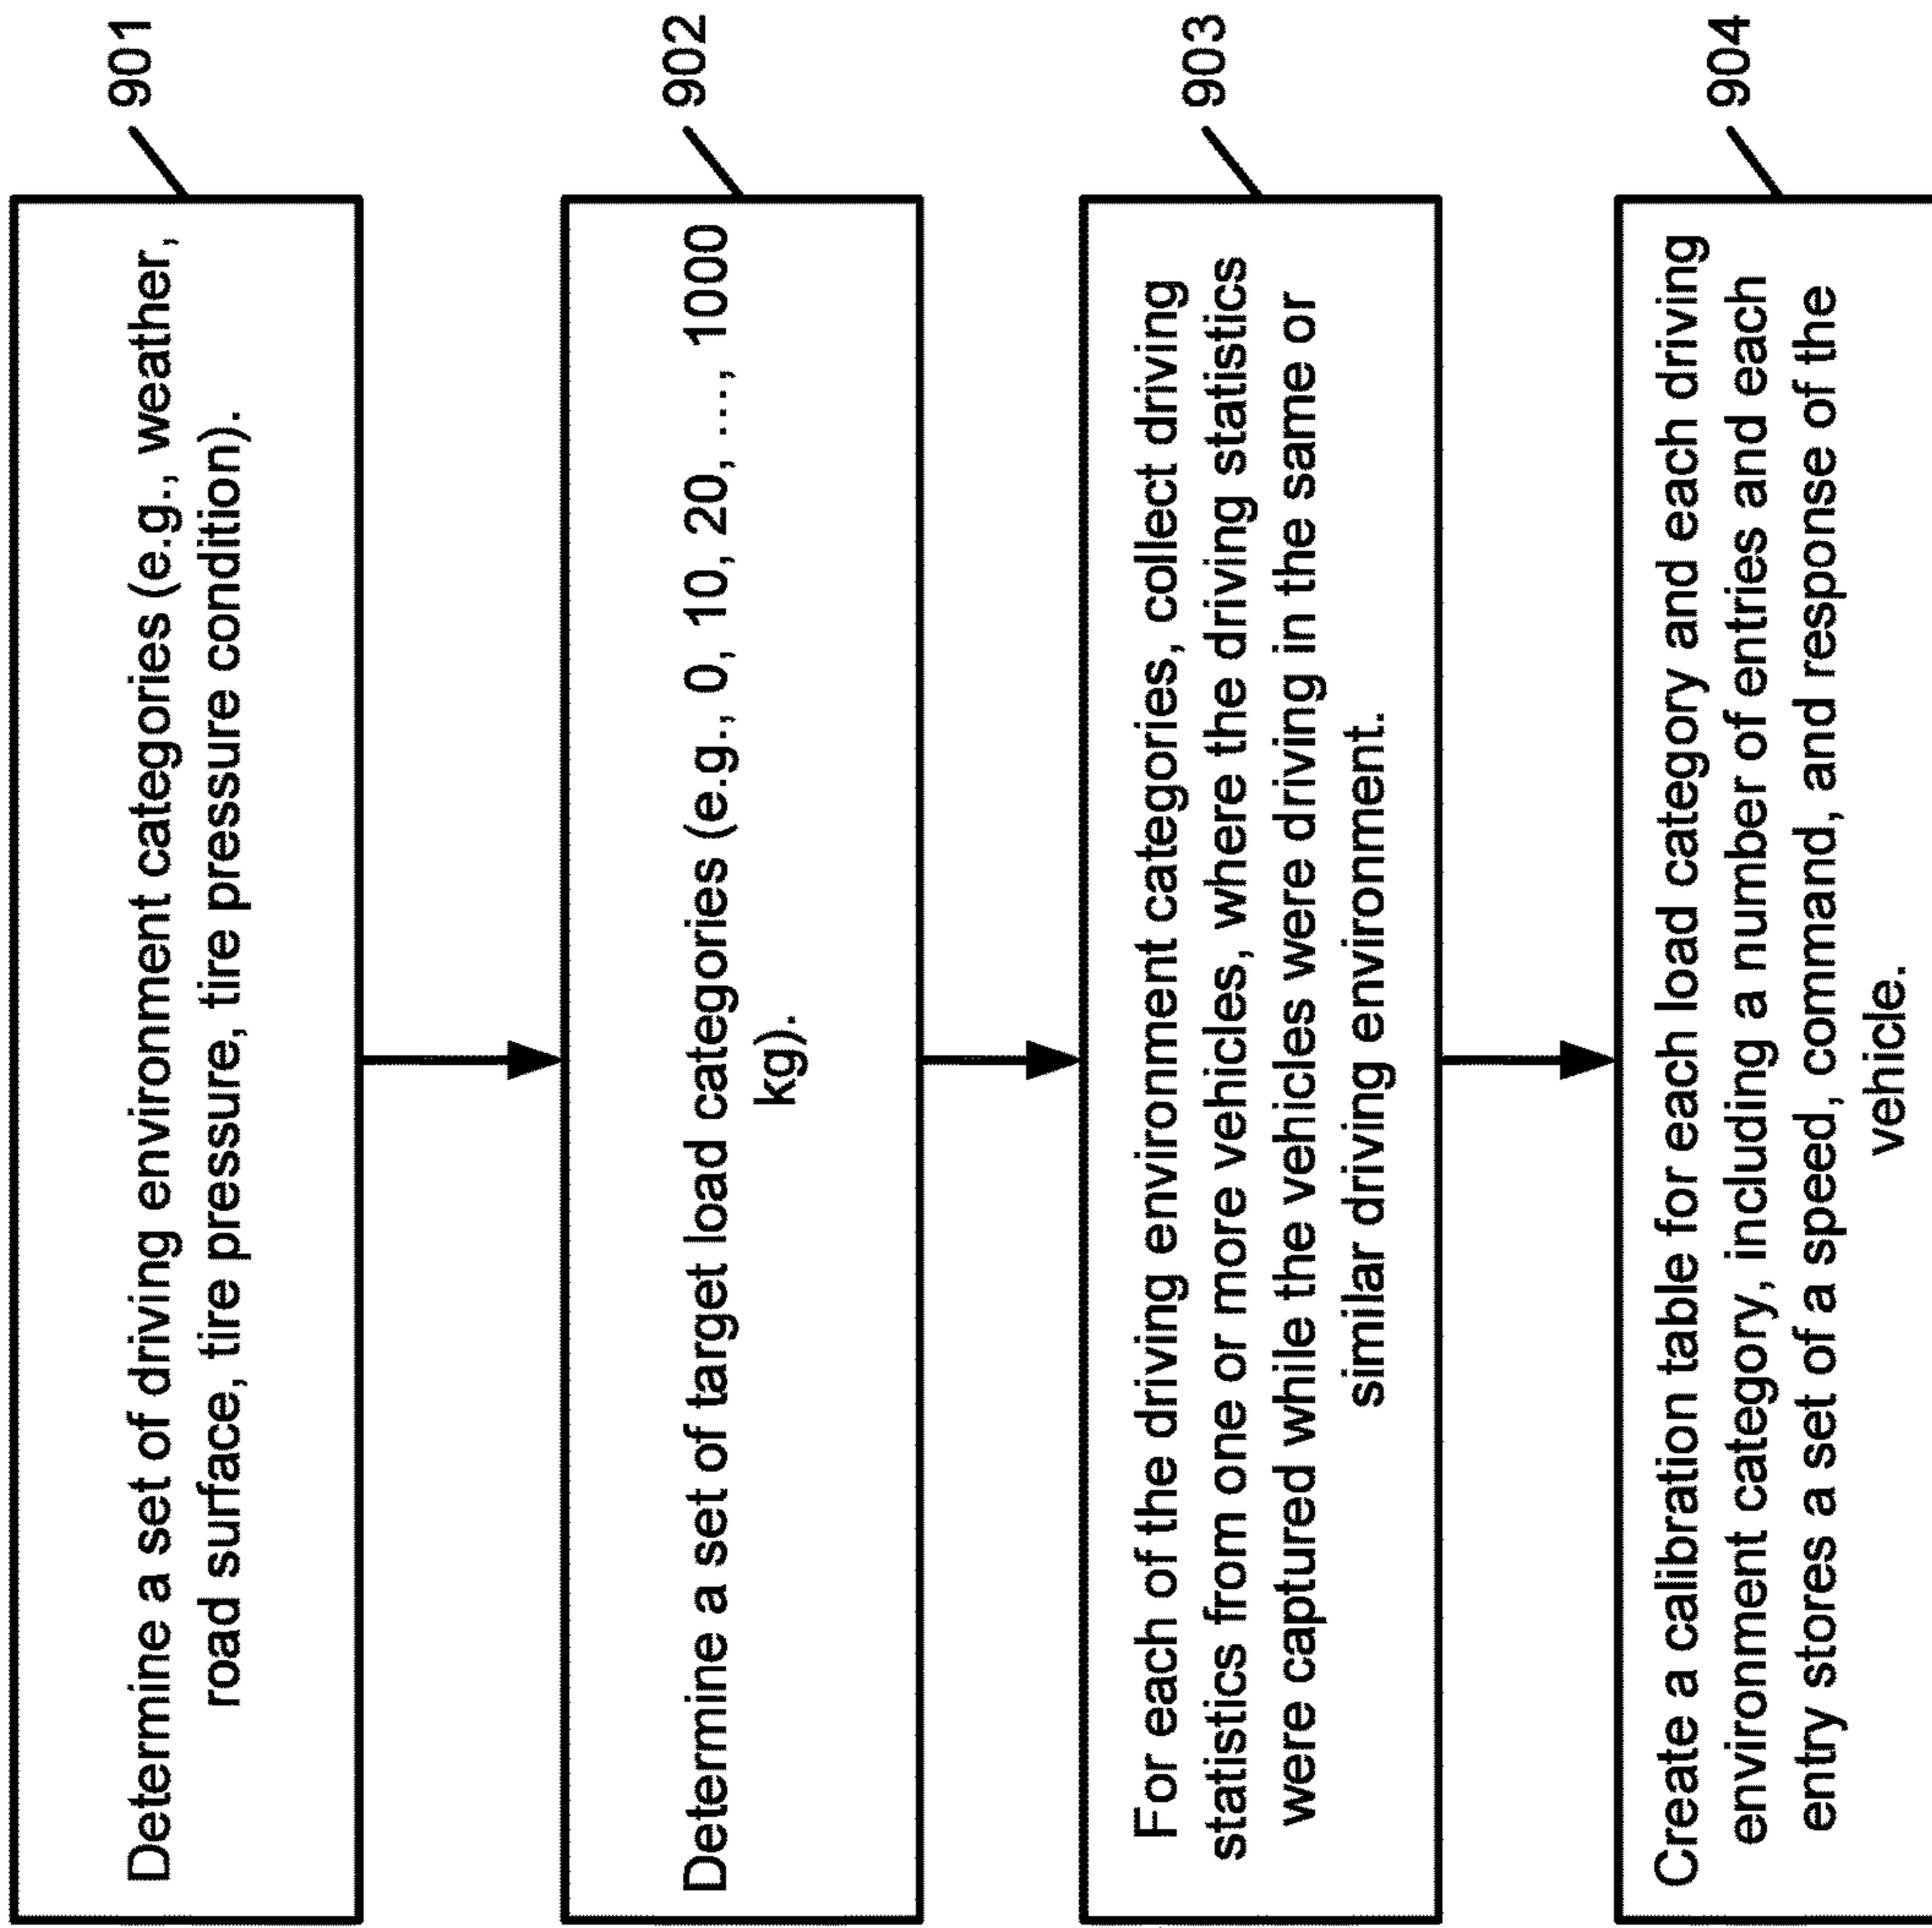 901
Determine a set of driving environment categories (e.g., weather,
road surface, tire pressure, tire pressure condition).
902
Determine a set of target load categories (e.g., 0, 10, 20, ..., 1000
kg).
903
For each of the driving environment categories, collect driving
statistics from one or more vehicles, where the driving statistics
were captured while the vehicles were driving in the same or
similar driving environment.
904
Create a calibration table for each load category and each driving
environment category, including a number of entries and each
entry stores a set of a speed, command, and response of the
vehicle.